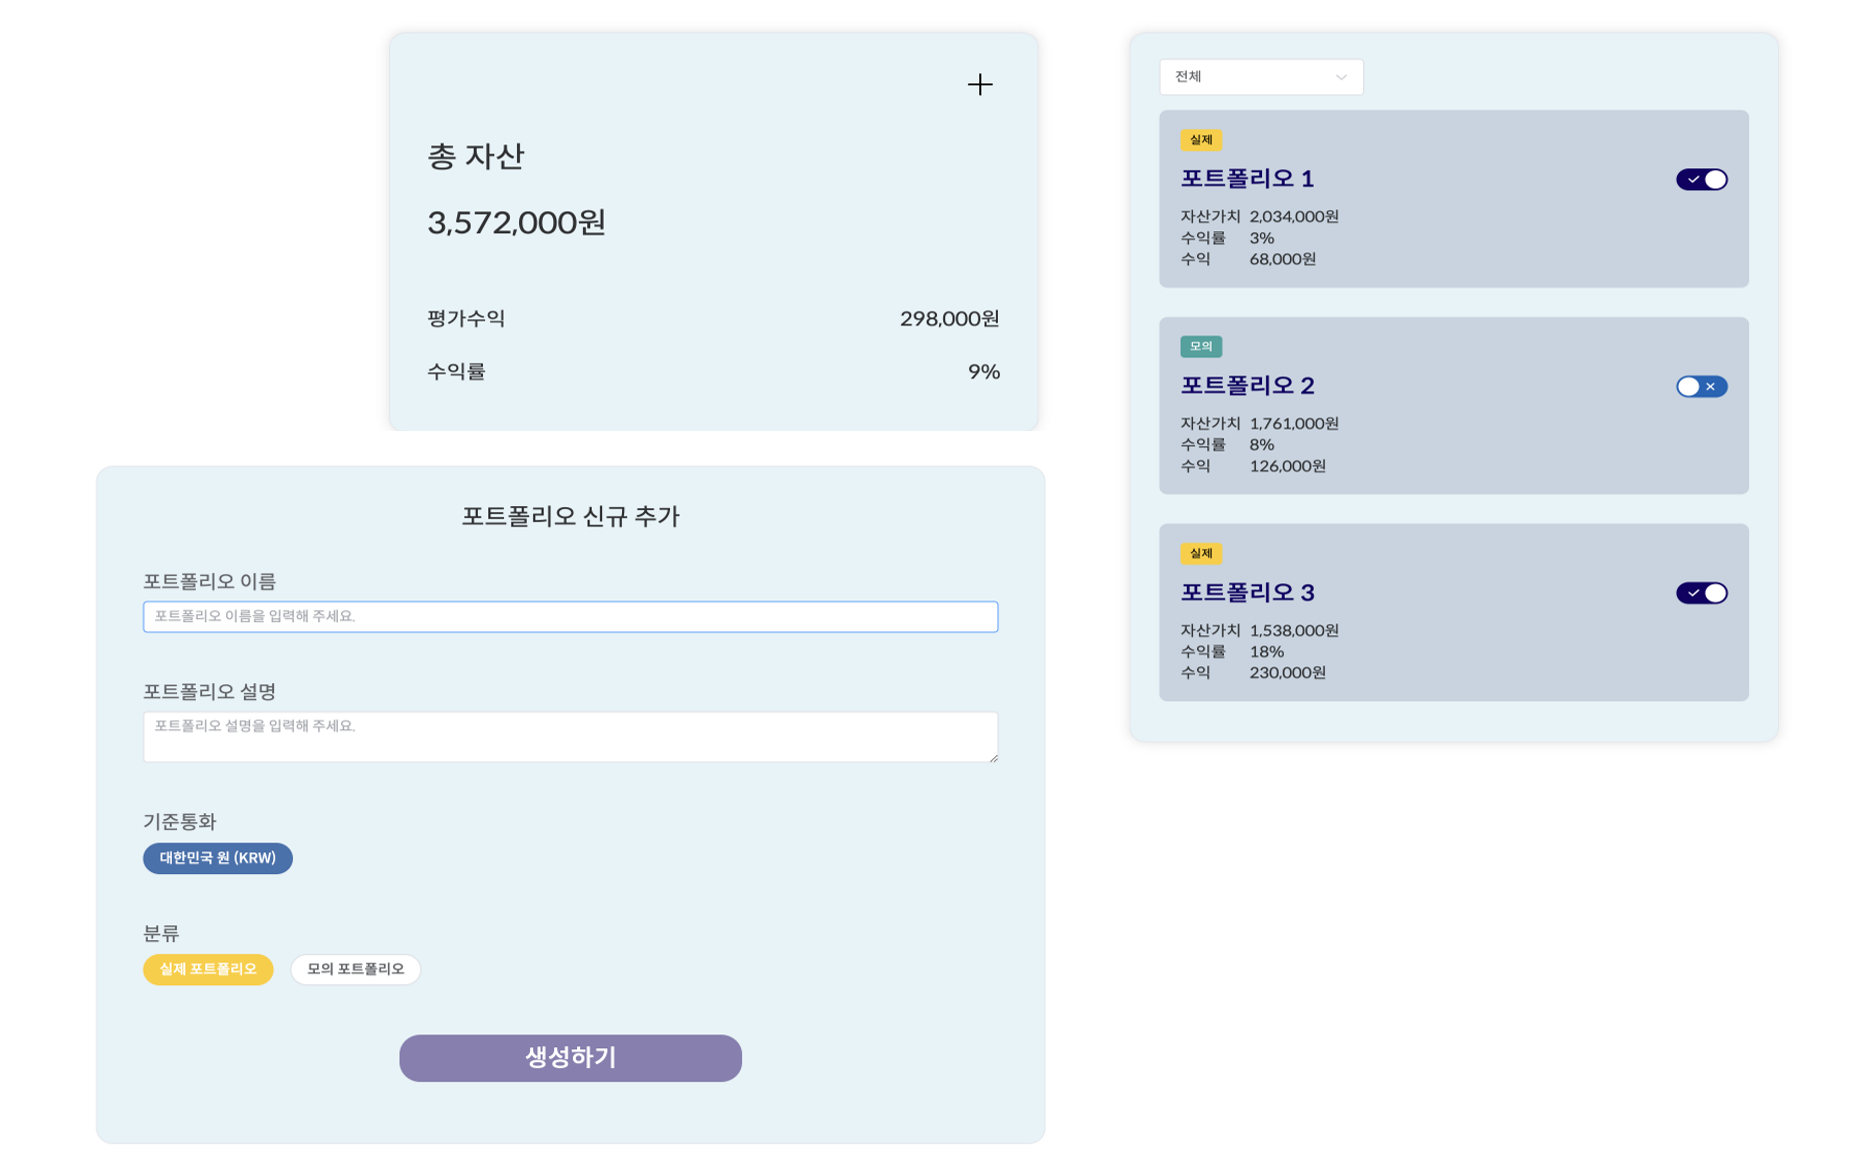 총 자산
3,572,000원
평가수익 298,000원
수익률 9%
포트폴리오 신규 추가
포트폴리오 이름
포트폴리오 이름을 입력해 주세요.
포트폴리오 설명
포트폴리오 설명을 입력해 주세요.
기준통화
대한민국 원 (KRW)
분류
실제 포트폴리오 모의 포트폴리오
생성하기
전체
실제
포트폴리오 1
자산가치 2,034,000원
수익률 3%
수익 68,000원
모의
포트폴리오 2
자산가치 1,761,000원
수익률 8%
수익 126,000원
실제
포트폴리오 3
자산가치 1,538,000원
수익률 18%
수익 230,000원